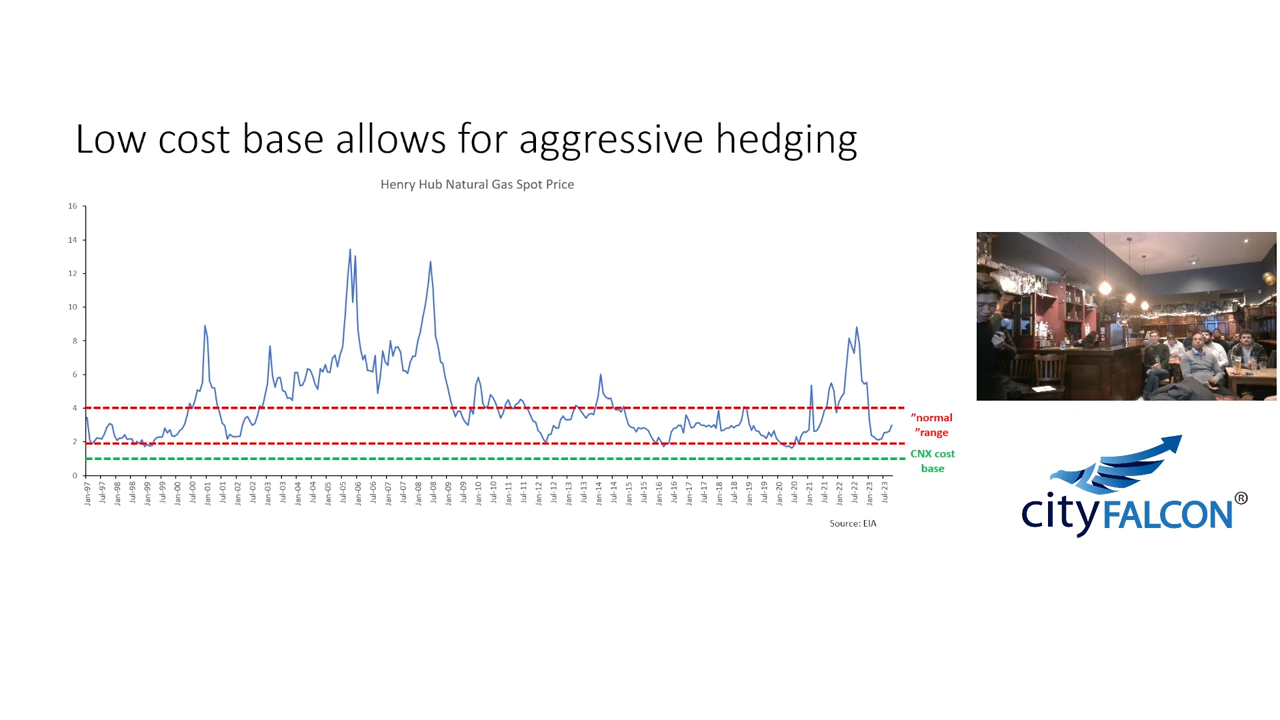 Low cost base allows for aggressive hedging
Henry Hub Natural Gas Spot Price
16
14
12
10
8
6
4
2
0
"normal
"range
CNX cost
base
Jan-97
Jul-97
Jan-98
Jul-98
Jan-99
Jul-99
Jan-00
Jul-00
Jan-01
Jul-01
Jan-02
Jul-02
Jan-03
Jul-03
Jan-04
Jul-04
Jan-05
Jul-05
Jan-06
Jul-06
Jan-07
Jul-07
Jan-08
Jul-08
Jan-09
Jul-09
Jan-10
Jul-10
Jan-11
Jul-11
Jan-12
Jul-12
Jan-13
Jul-13
Jan-14
Jul-14
Jan-15
Jul-15
Jan-16
Jul-16
Jan-17
Jul-17
Jan-18
Jul-18
Jan-19
Jul-19
Jan-20
Jul-20
Jan-21
Jul-21
Jan-22
Jul-22
Jan-23
Jul-23
Source: EIA
cityFALCON®